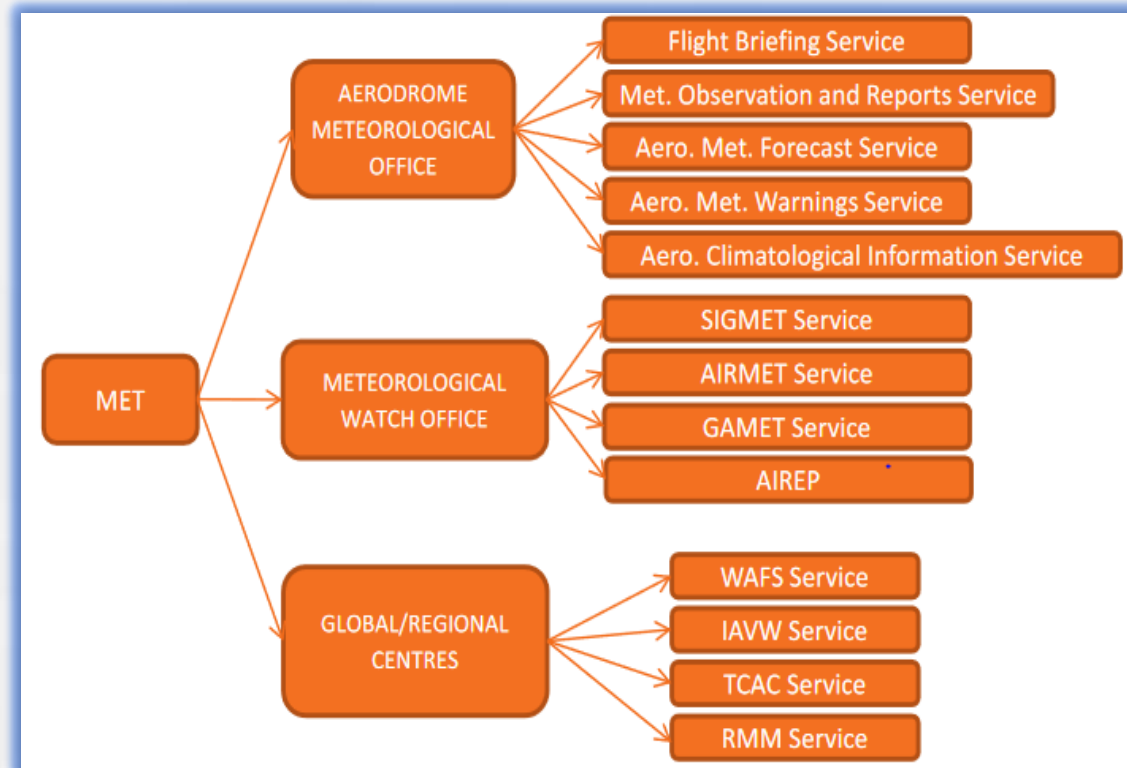 MET
AERODROME
METEOROLOGICAL
OFFICE
Flight Briefing Service
Met. Observation and Reports Service
Aero. Met. Forecast Service
Aero. Met. Warnings Service
Aero. Climatological Information Service
METEOROLOGICAL
WATCH OFFICE
SIGMET Service
AIRMET Service
GAMET Service
AIREP
GLOBAL/REGIONAL
CENTRES
WAFS Service
IAVW Service
TCAC Service
RMM Service